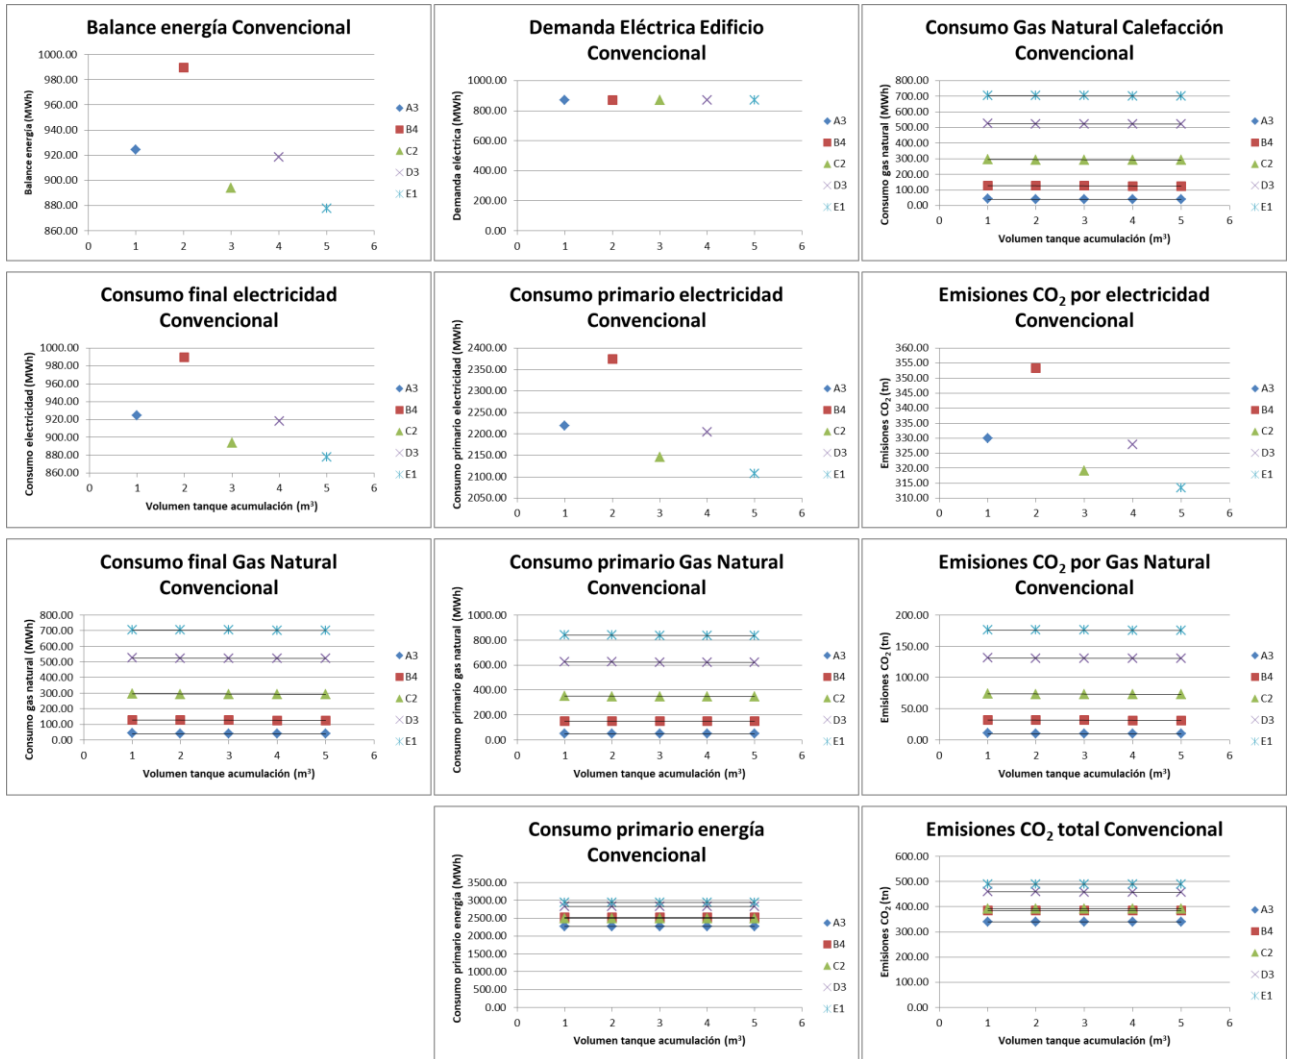 Balance energía Convencional
Balance energía (MWh)
1000.00
980.00
960.00
940.00
920.00
900.00
880.00
860.00
0 1 2 3 4 5 6
A3
B4
C2
D3
E1
Demanda Eléctrica Edificio
Convencional
Demanda eléctrica (MWh)
1000.00
800.00
600.00
400.00
200.00
0.00
0 1 2 3 4 5 6
A3
B4
C2
D3
E1
Consumo Gas Natural Calefacción
Convencional
Consumo gas natural (MWh)
800.00
700.00
600.00
500.00
400.00
300.00
200.00
100.00
0.00
0 1 2 3 4 5 6
Volumen tanque acumulación (m³)
A3
B4
C2
D3
E1
Consumo final electricidad
Convencional
Consumo electricidad (MWh)
1000.00
980.00
960.00
940.00
920.00
900.00
880.00
860.00
0 1 2 3 4 5 6
Volumen tanque acumulación (m³)
A3
B4
C2
D3
E1
Consumo primario electricidad
Convencional
Consumo primario electricidad (MWh)
2400.00
2350.00
2300.00
2250.00
2200.00
2150.00
2100.00
2050.00
0 1 2 3 4 5 6
A3
B4
C2
D3
E1
Emisiones CO₂ por electricidad
Convencional
Emisiones CO₂ (tn)
360.00
355.00
350.00
345.00
340.00
335.00
330.00
325.00
320.00
315.00
310.00
0 1 2 3 4 5 6
A3
B4
C2
D3
E1
Consumo final Gas Natural
Convencional
Consumo gas natural (MWh)
800.00
700.00
600.00
500.00
400.00
300.00
200.00
100.00
0.00
0 1 2 3 4 5 6
Volumen tanque acumulación (m³)
A3
B4
C2
D3
E1
Consumo primario Gas Natural
Convencional
Consumo primario gas natural (MWh)
1000.00
800.00
600.00
400.00
200.00
0.00
0 1 2 3 4 5 6
Volumen tanque acumulación (m³)
A3
B4
C2
D3
E1
Emisiones CO₂ por Gas Natural
Convencional
Emisiones CO₂ (tn)
200.00
150.00
100.00
50.00
0.00
0 1 2 3 4 5 6
Volumen tanque acumulación (m³)
A3
B4
C2
D3
E1
Consumo primario energía
Convencional
Consumo primario energía (MWh)
3500.00
3000.00
2500.00
2000.00
1500.00
1000.00
500.00
0.00
0 1 2 3 4 5 6
Volumen tanque acumulación (m³)
A3
B4
C2
D3
E1
Emisiones CO₂ total Convencional
Emisiones CO₂ (tn)
600.00
500.00
400.00
300.00
200.00
100.00
0.00
0 1 2 3 4 5 6
Volumen tanque acumulación (m³)
A3
B4
C2
D3
E1